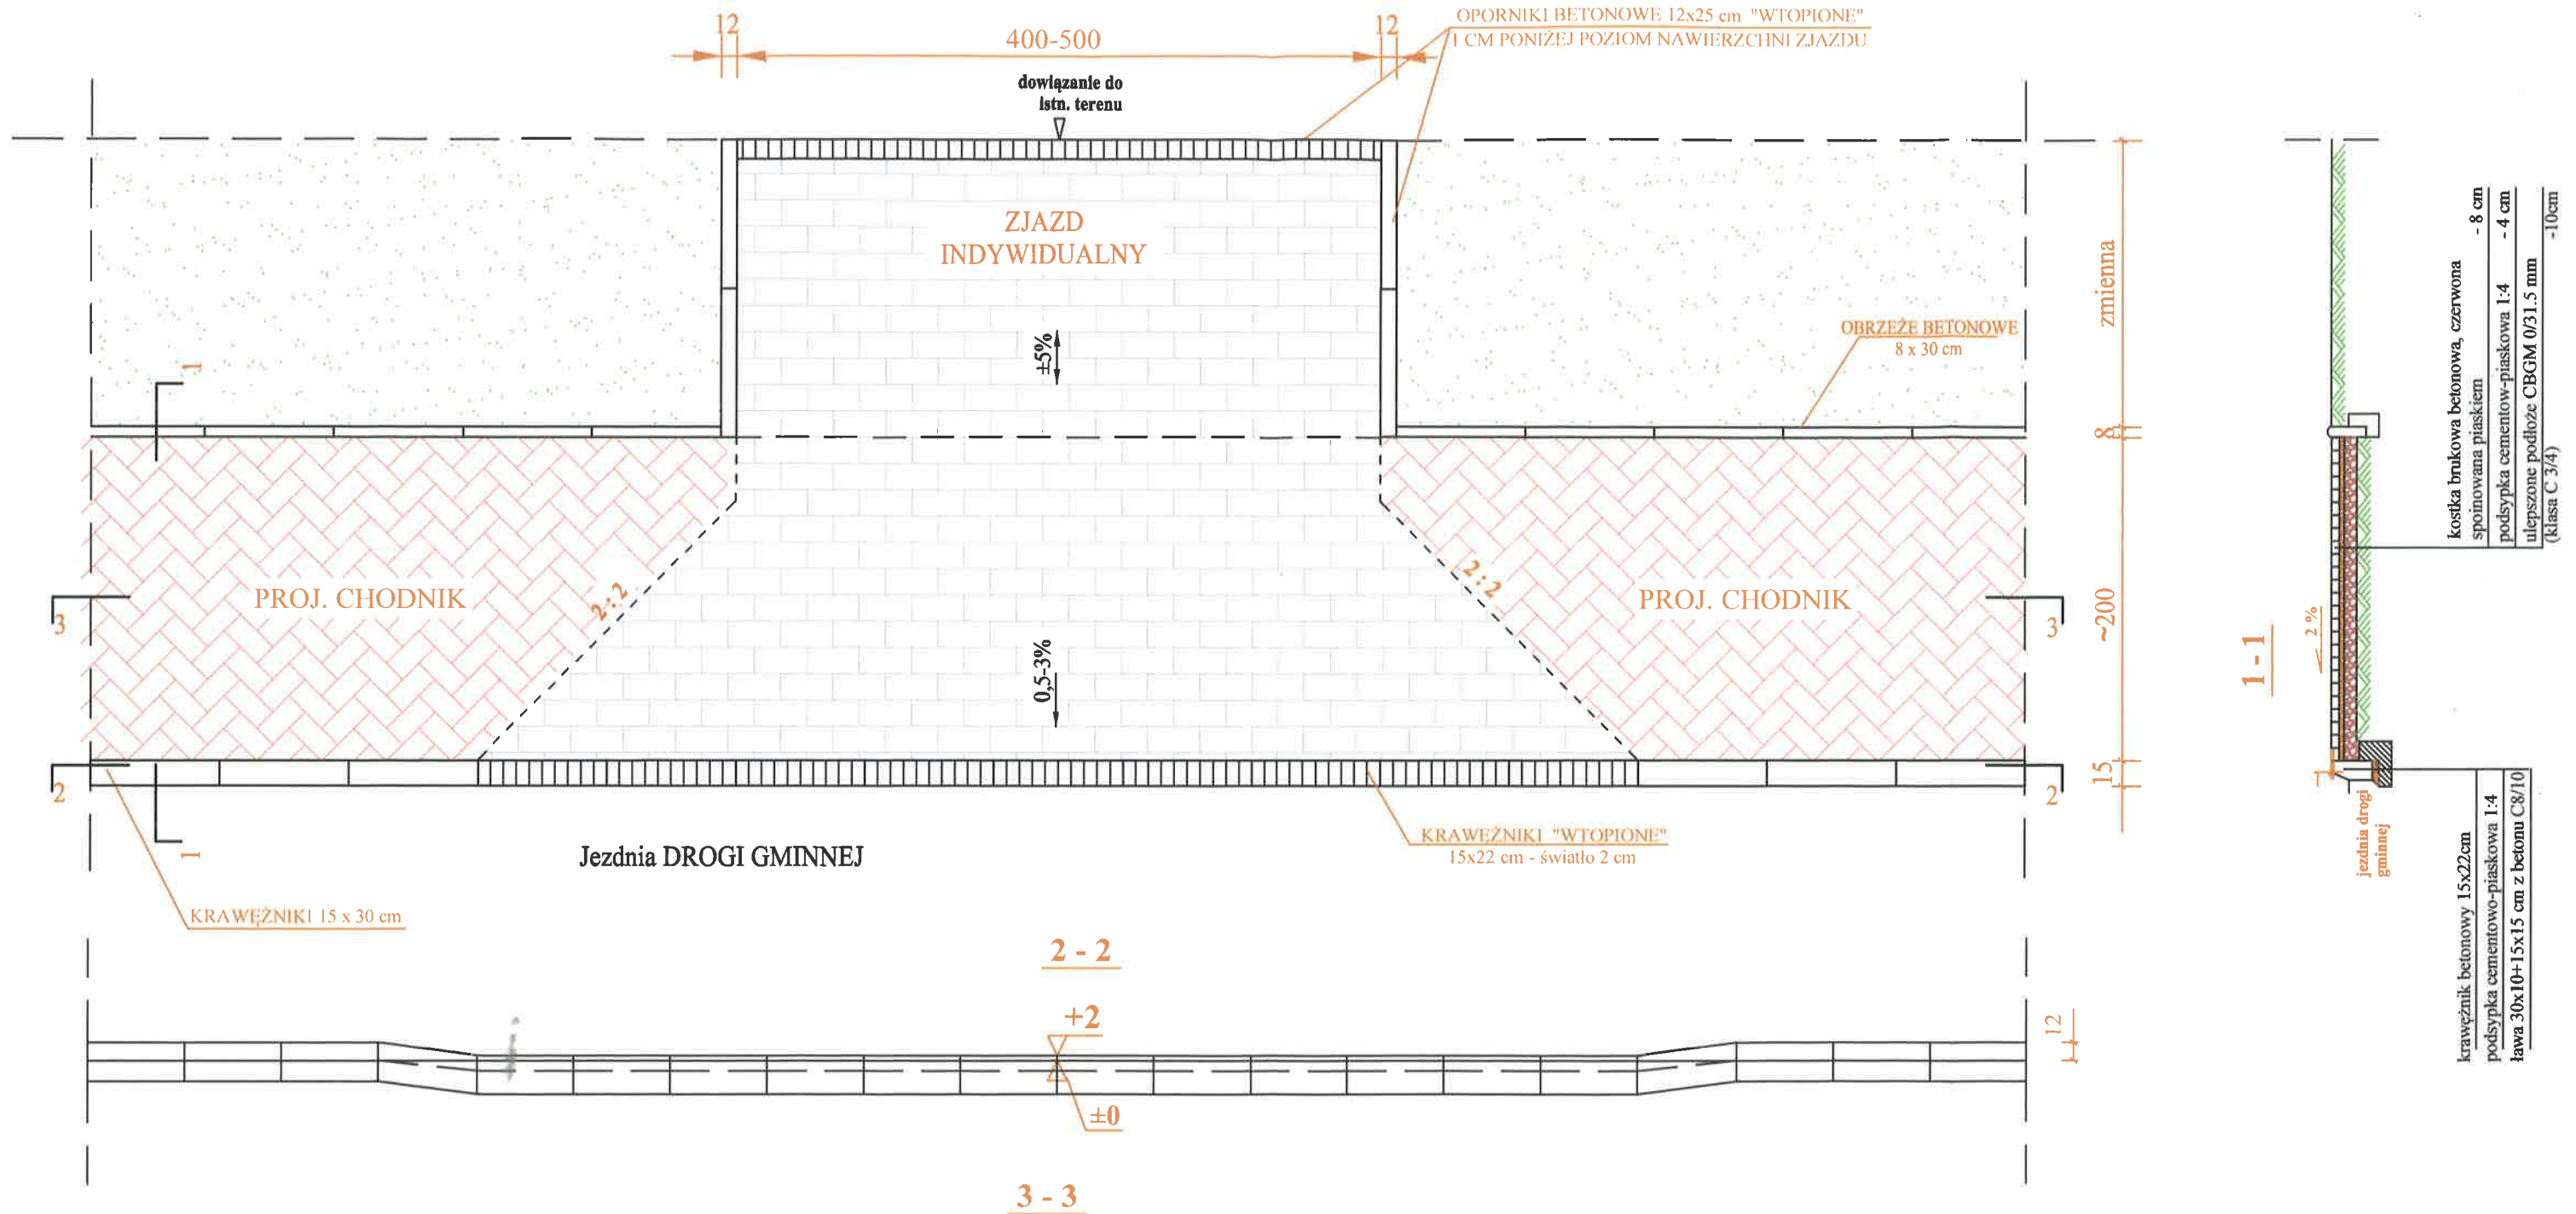 12
400-500
12
OPORNIKI BETONOWE 12x25 cm "WTOPIONE"
1 CM PONIŻEJ POZIOM NAWIERZCHNI ZJAZDU
dowiązanie do
istn. terenu
ZJAZD
INDYWIDUALNY
±5%
zmienna
OBRZEŻE BETONOWE
8 x 30 cm
1
8
PROJ. CHODNIK
2:2
2:2
PROJ. CHODNIK
3
3
~200
0,5-3%
2
2
15
1
Jezdnia DROGI GMINNEJ
KRAWĘŻNIKI "WTOPIONE"
15x22 cm - światło 2 cm
KRAWĘŻNIKI 15 x 30 cm
2 - 2
+2
±0
12
3 - 3
1 - 1
2 %
jezdnia drogi
gminnej
kostka brukowa betonowa, czerwona
spoinowana piaskiem - 8 cm
podsypka cementow-piaskowa 1:4 - 4 cm
ulepszone podłoże CBGM 0/31.5 mm
(klasa C 3/4) -10cm
krawężnik betonowy 15x22cm
podsypka cementowo-piaskowa 1:4
ława 30x10+15x15 cm z betonu C8/10